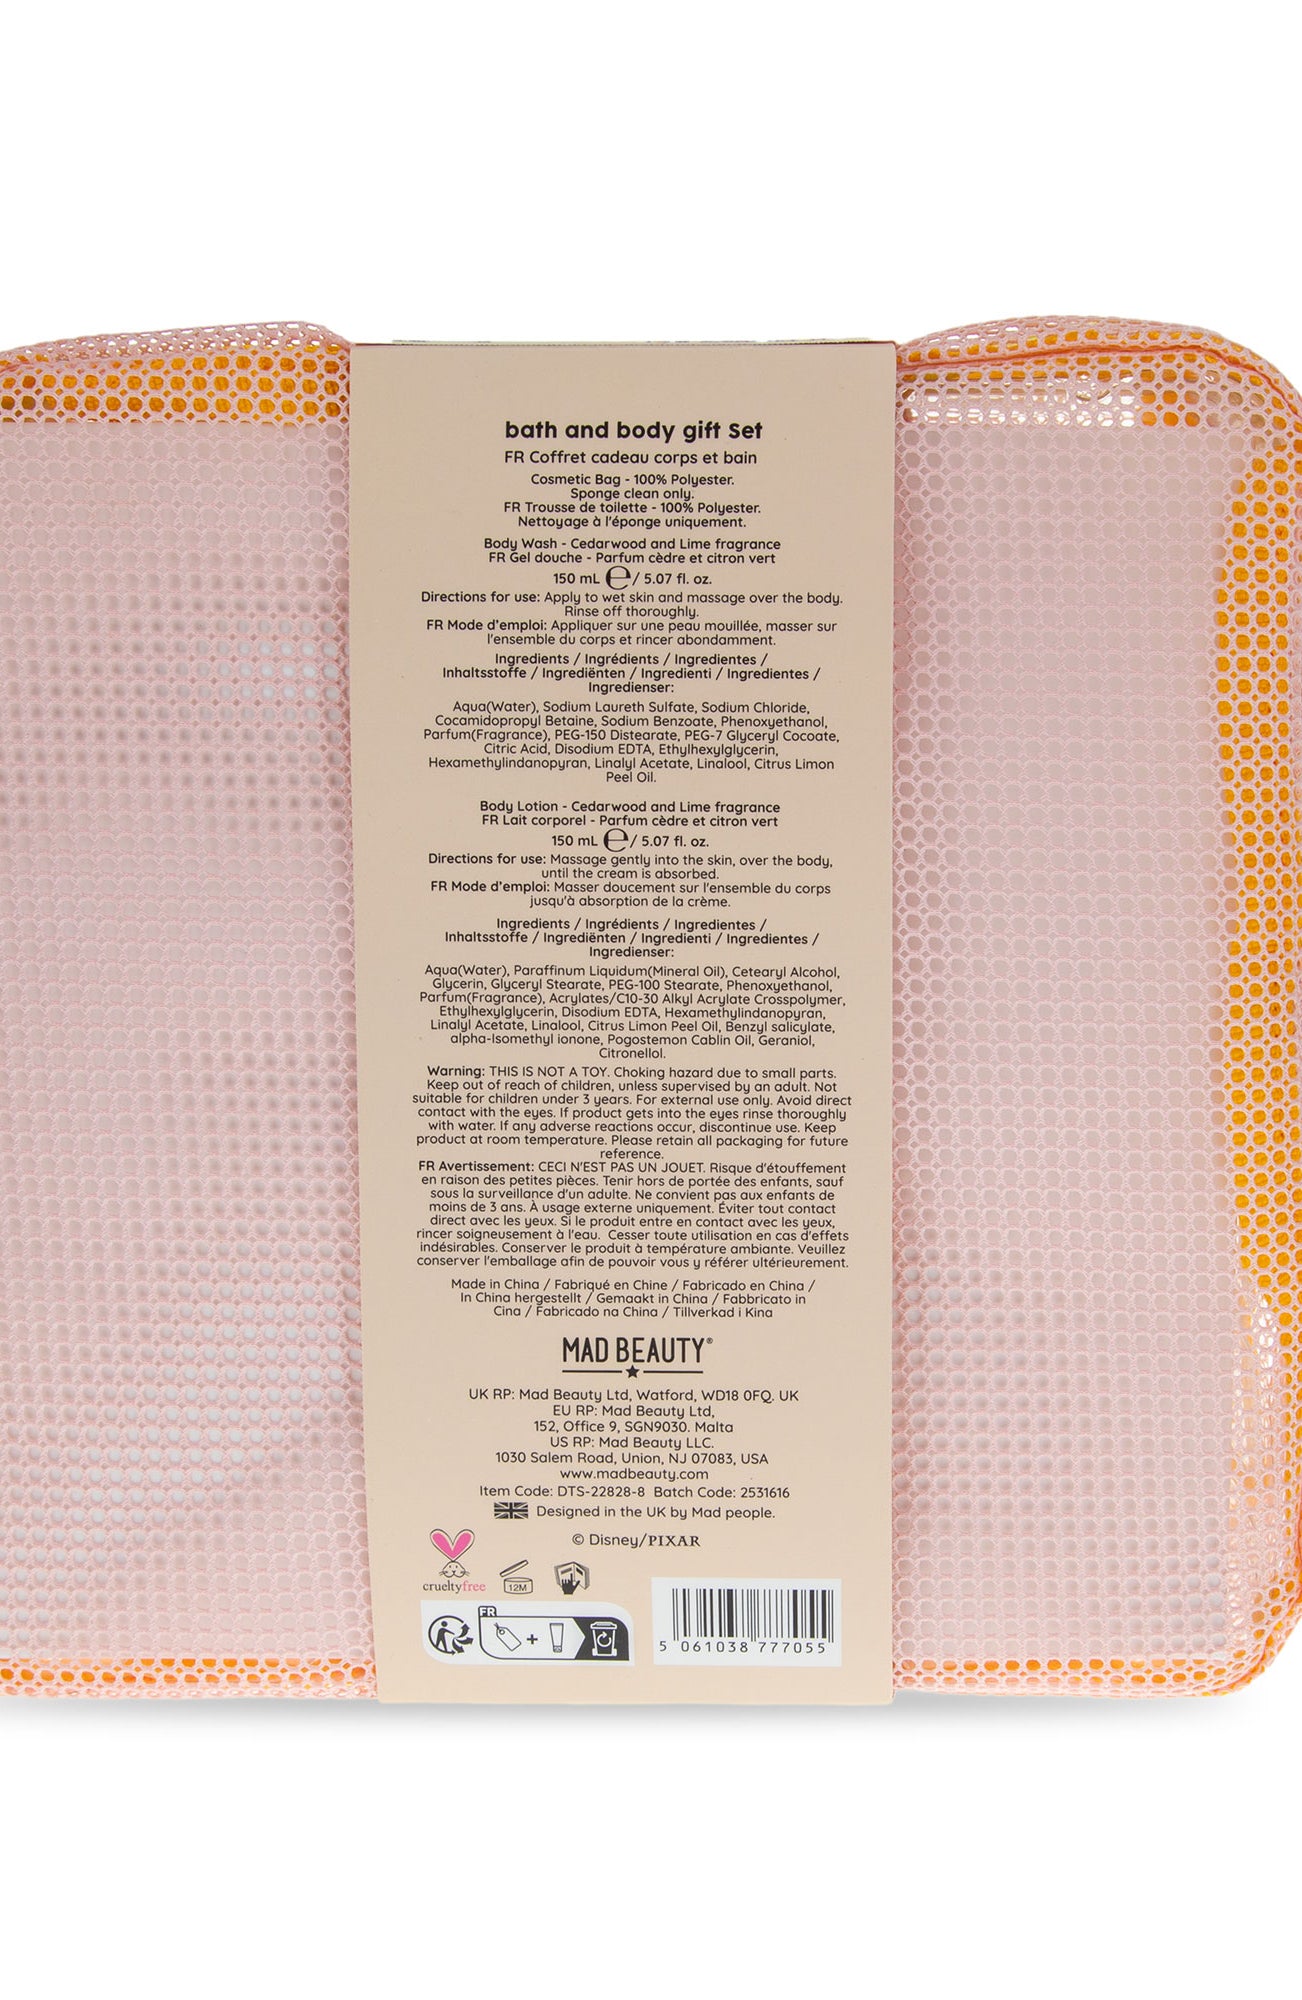 bath and body gift Set
FR Coffret cadeau corps et bain
Cosmetic Bag - 100% Polyester.
Sponge clean only.
FR Trousse de toilette - 100% Polyester.
Nettoyage à l'éponge uniquement.
Body Wash - Cedarwood and Lime fragrance
FR Gel douche - Parfum cèdre et citron vert
150 mL ℮/ 5.07 fl. oz.
Directions for use: Apply to wet skin and massage over the body.
Rinse off thoroughly.
FR Mode d'emploi: Appliquer sur une peau mouillée, masser sur
l'ensemble du corps et rincer abondamment.
Ingredients / Ingrédients / Ingredientes /
Inhaltsstoffe / Ingrediënten / Ingredienti / Ingredientes /
Ingredienser:
Aqua(Water), Sodium Laureth Sulfate, Sodium Chloride,
Cocamidopropyl Betaine, Sodium Benzoate, Phenoxyethanol,
Parfum(Fragrance), PEG-150 Distearate, PEG-7 Glyceryl Cocoate,
Citric Acid, Disodium EDTA, Ethylhexylglycerin,
Hexamethylindanopyran, Linalyl Acetate, Linalool, Citrus Limon
Peel Oil.
Body Lotion - Cedarwood and Lime fragrance
FR Lait corporel - Parfum cèdre et citron vert
150 mL ℮/ 5.07 fl. oz.
Directions for use: Massage gently into the skin, over the body,
until the cream is absorbed.
FR Mode d'emploi: Masser doucement sur l'ensemble du corps
jusqu'à absorption de la crème.
Ingredients / Ingrédients / Ingredientes /
Inhaltsstoffe / Ingrediënten / Ingredienti / Ingredientes /
Ingredienser:
Aqua(Water), Paraffinum Liquidum(Mineral Oil), Cetearyl Alcohol,
Glycerin, Glyceryl Stearate, PEG-100 Stearate, Phenoxyethanol,
Parfum(Fragrance), Acrylates/C10-30 Alkyl Acrylate Crosspolymer,
Ethylhexylglycerin, Disodium EDTA, Hexamethylindanopyran,
Linalyl Acetate, Linalool, Citrus Limon Peel Oil, Benzyl salicylate,
alpha-Isomethyl ionone, Pogostemon Cablin Oil, Geraniol,
Citronellol.
Warning: THIS IS NOT A TOY. Choking hazard due to small parts.
Keep out of reach of children, unless supervised by an adult. Not
suitable for children under 3 years. For external use only. Avoid direct
contact with the eyes. If product gets into the eyes rinse thoroughly
with water. If any adverse reactions occur, discontinue use. Keep
product at room temperature. Please retain all packaging for future
reference.
FR Avertissement: CECI N'EST PAS UN JOUET. Risque d'étouffement
en raison des petites pièces. Tenir hors de portée des enfants, sauf
sous la surveillance d'un adulte. Ne convient pas aux enfants de
moins de 3 ans. À usage externe uniquement. Éviter tout contact
direct avec les yeux. Si le produit entre en contact avec les yeux,
rincer soigneusement à l'eau. Cesser toute utilisation en cas d'effets
indésirables. Conserver le produit à température ambiante. Veuillez
conserver l'emballage afin de pouvoir vous y référer ultérieurement.
Made in China / Fabriqué en Chine / Fabricado en China /
In China hergestellt / Gemaakt in China / Fabbricato in
Cina / Fabricado na China / Tillverkad i Kina
MAD BEAUTY®
UK RP: Mad Beauty Ltd, Watford, WD18 0FQ. UK
EU RP: Mad Beauty Ltd,
152, Office 9, SGN9030. Malta
US RP: Mad Beauty LLC.
1030 Salem Road, Union, NJ 07083, USA
www.madbeauty.com
Item Code: DTS-22828-8 Batch Code: 2531616
Designed in the UK by Mad people.
© Disney/PIXAR
crueltyfree
12M
FR
+
5 061038 777055